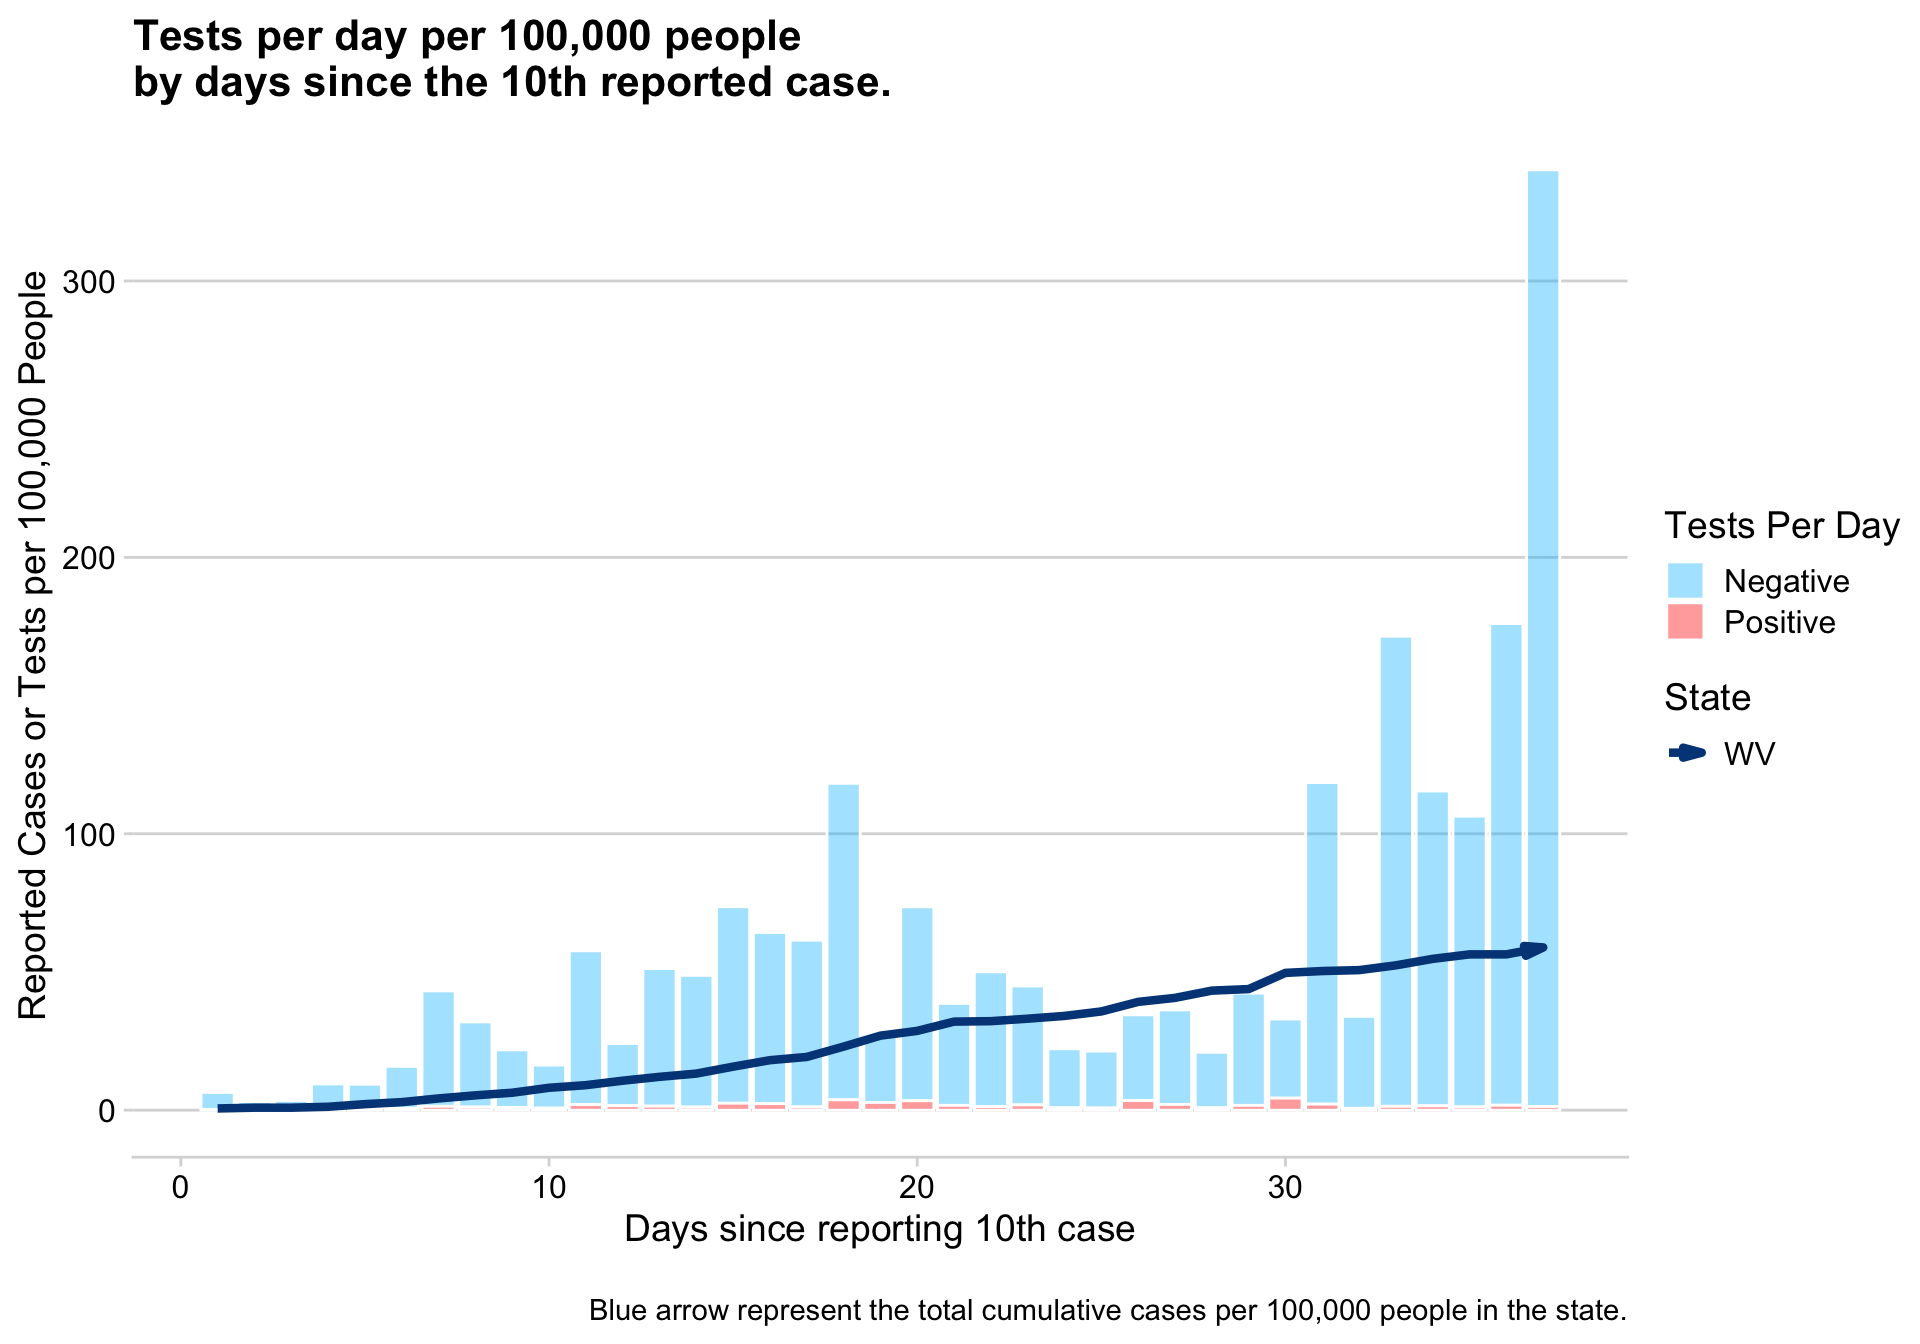 Tests per day per 100,000 people
by days since the 10th reported case.
Reported Cases or Tests per 100,000 People
300
200
100
0
0
10
20
30
Days since reporting 10th case
Tests Per Day
Negative
Positive
State
WV
Blue arrow represent the total cumulative cases per 100,000 people in the state.